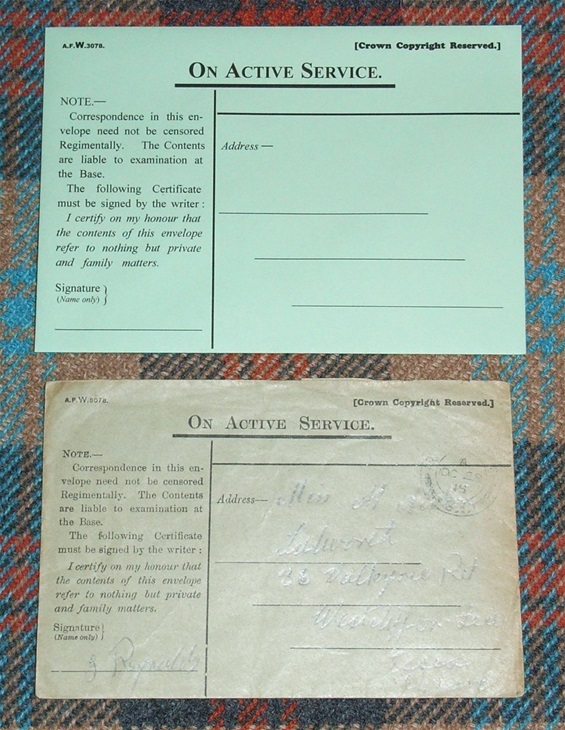 A.F.W.3078.
[Crown Copyright Reserved.]
ON ACTIVE SERVICE.
NOTE.—
Correspondence in this en-
velope need not be censored
Regimentally. The Contents
are liable to examination at
the Base.
The following Certificate
must be signed by the writer :
I certify on my honour that
the contents of this envelope
refer to nothing but private
and family matters.
Signature }
(Name only)
Address —
A.F.W.3078.
[Crown Copyright Reserved.]
ON ACTIVE SERVICE.
NOTE.—
Correspondence in this en-
velope need not be censored
Regimentally. The Contents
are liable to examination at
the Base.
The following Certificate
must be signed by the writer :
I certify on my honour that
the contents of this envelope
refer to nothing but private
and family matters.
Signature }
(Name only)
Reynolds
Address—
Miss
36 Valkyrie Rd